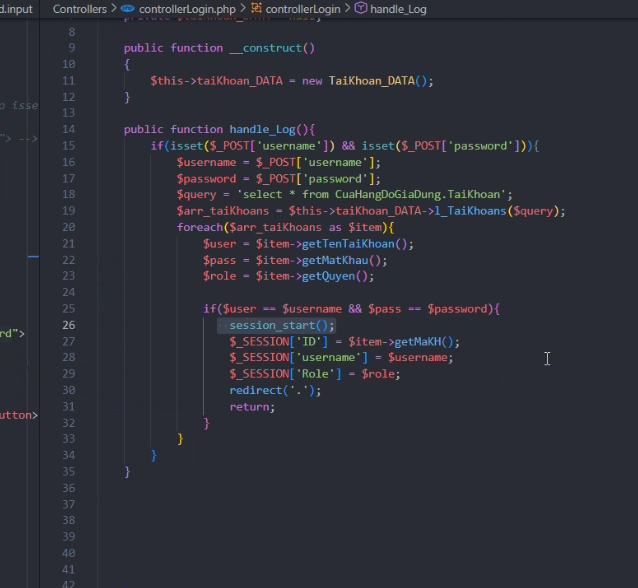 d.input
Controllers > controllerLogin.php > controllerLogin > handle_Log
8
9 public function __construct()
10 {
11 $this->taiKhoan_DATA = new TaiKhoan_DATA();
12 }
13
o isse
14 public function handle_Log(){
"> -->
15 if(isset($_POST['username']) && isset($_POST['password'])){
16 $username = $_POST['username'];
17 $password = $_POST['password'];
18 $query = 'select * from CuaHangDoGiaDung.TaiKhoan';
19 $arr_taiKhoans = $this->taiKhoan_DATA->l_TaiKhoans($query);
20 foreach($arr_taiKhoans as $item){
21 $user = $item->getTenTaiKhoan();
22 $pass = $item->getMatKhau();
23 $role = $item->getQuyen();
24
25 if($user == $username && $pass == $password){
26 session_start();
rd">
27 $_SESSION['ID'] = $item->getMaKH();
28 $_SESSION['username'] = $username;
29 $_SESSION['Role'] = $role;
30 redirect('.');
31 return;
utton>
32 }
33 }
34 }
35 }
36
37
38
39
40
41
42